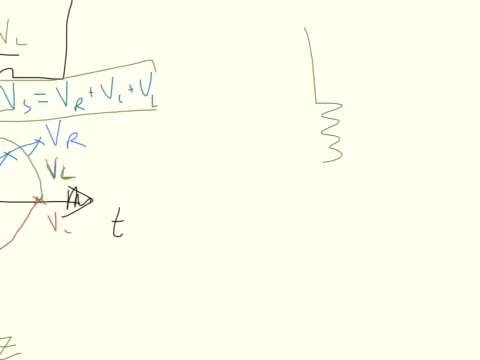 V_L
V_S = V_R + V_C + V_L
V_R
V_L
V_C
t